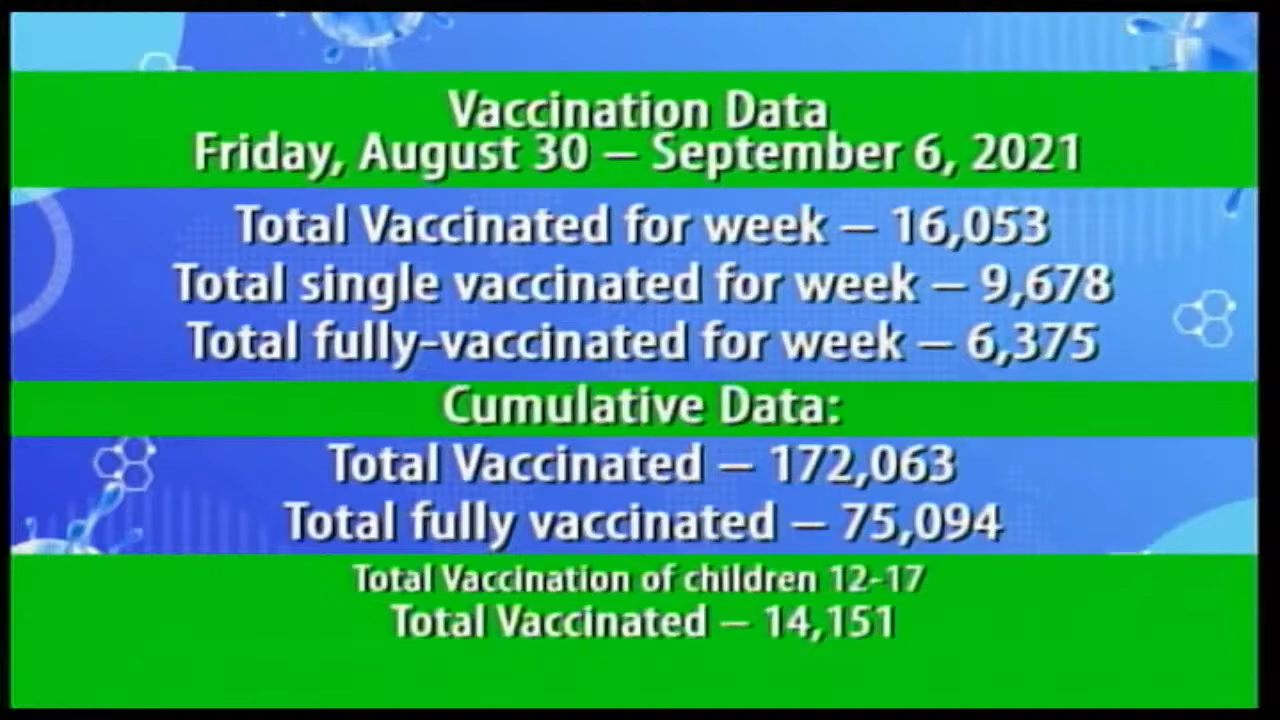 Vaccination Data
Friday, August 30 – September 6, 2021
Total Vaccinated for week – 16,053
Total single vaccinated for week – 9,678
Total fully-vaccinated for week – 6,375
Cumulative Data:
Total Vaccinated – 172,063
Total fully vaccinated – 75,094
Total Vaccination of children 12-17
Total Vaccinated – 14,151